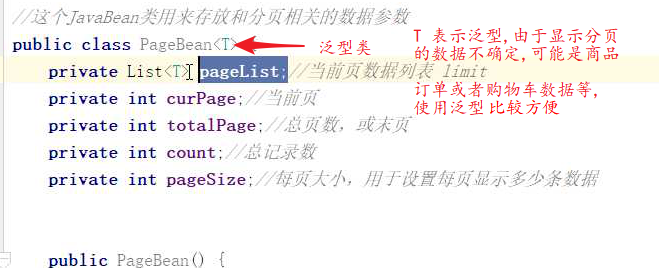 //这个JavaBean类用来存放和分页相关的数据参数
public class PageBean<T>
泛型类
T 表示泛型,由于显示分页
的数据不确定,可能是商品
订单或者购物车数据等,
使用泛型 比较方便
private List<T> pageList;//当前页数据列表 limit
private int curPage;//当前页
private int totalPage;//总页数，或末页
private int count;//总记录数
private int pageSize;//每页大小，用于设置每页显示多少条数据
public PageBean() {